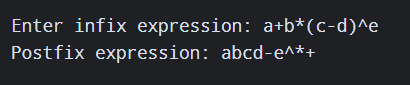 Enter infix expression: a+b*(c-d)^e
Postfix expression: abcd-e^*+